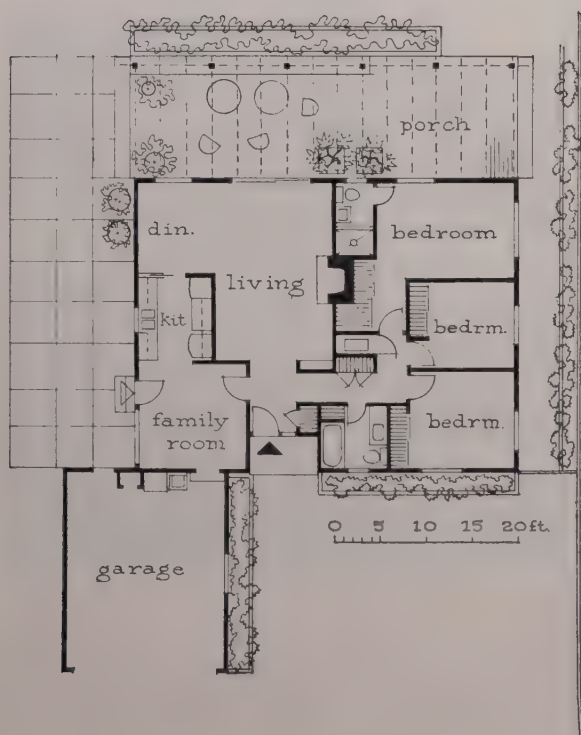 porch
din.
bedroom
living
kit
bedrm.
family
room
bedrm.
0 5 10 15 20ft.
garage